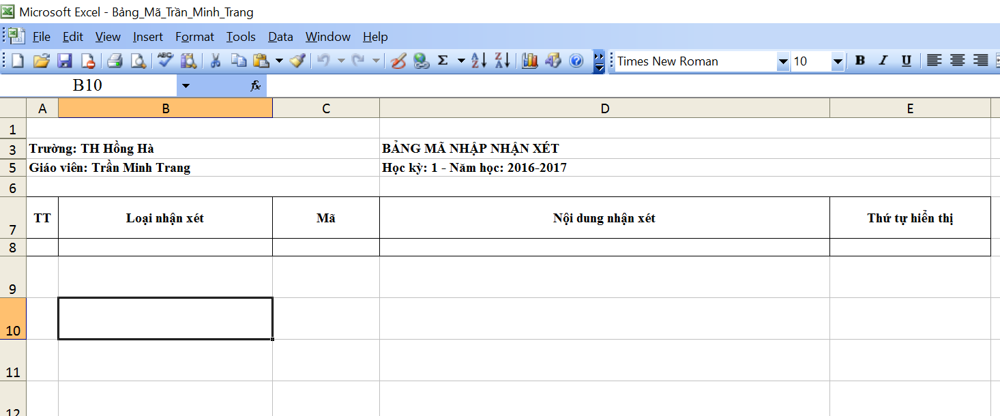 Microsoft Excel - Bảng_Mã_Trần_Minh_Trang
File Edit View Insert Format Tools Data Window Help
ABC Σ A Z Z A Times New Roman 10 B I U
B10 fx
A B C D E
1
3 Trường: TH Hồng Hà BẢNG MÃ NHẬP NHẬN XÉT
5 Giáo viên: Trần Minh Trang Học kỳ: 1 - Năm học: 2016-2017
6
7 TT Loại nhận xét Mã Nội dung nhận xét Thứ tự hiển thị
8
9
10
11
12